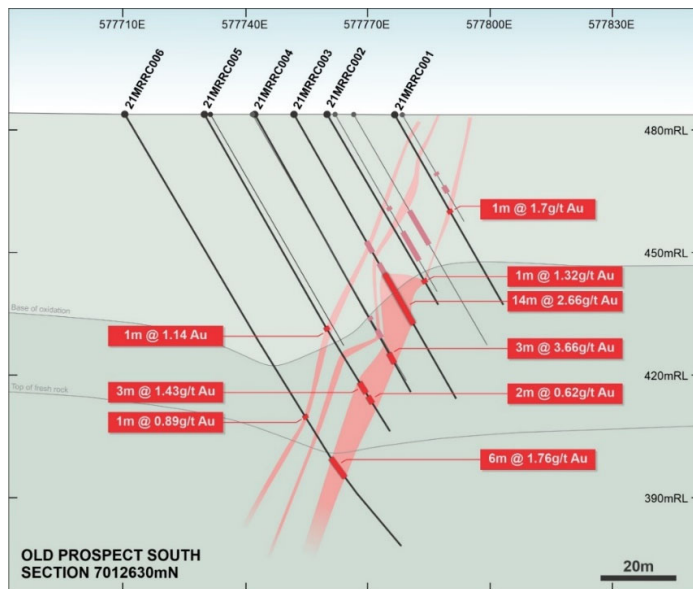 577710E
577740E
577770E
577800E
577830E
21MRRC006
21MRRC005
21MRRC004
21MRRC003
21MRRC002
21MRRC001
480mRL
1m @ 1.7g/t Au
450mRL
1m @ 1.32g/t Au
14m @ 2.66g/t Au
Base of oxidation
1m @ 1.14 Au
3m @ 3.66g/t Au
420mRL
Top of fresh rock
3m @ 1.43g/t Au
2m @ 0.62g/t Au
1m @ 0.89g/t Au
6m @ 1.76g/t Au
390mRL
OLD PROSPECT SOUTH
SECTION 7012630mN
20m